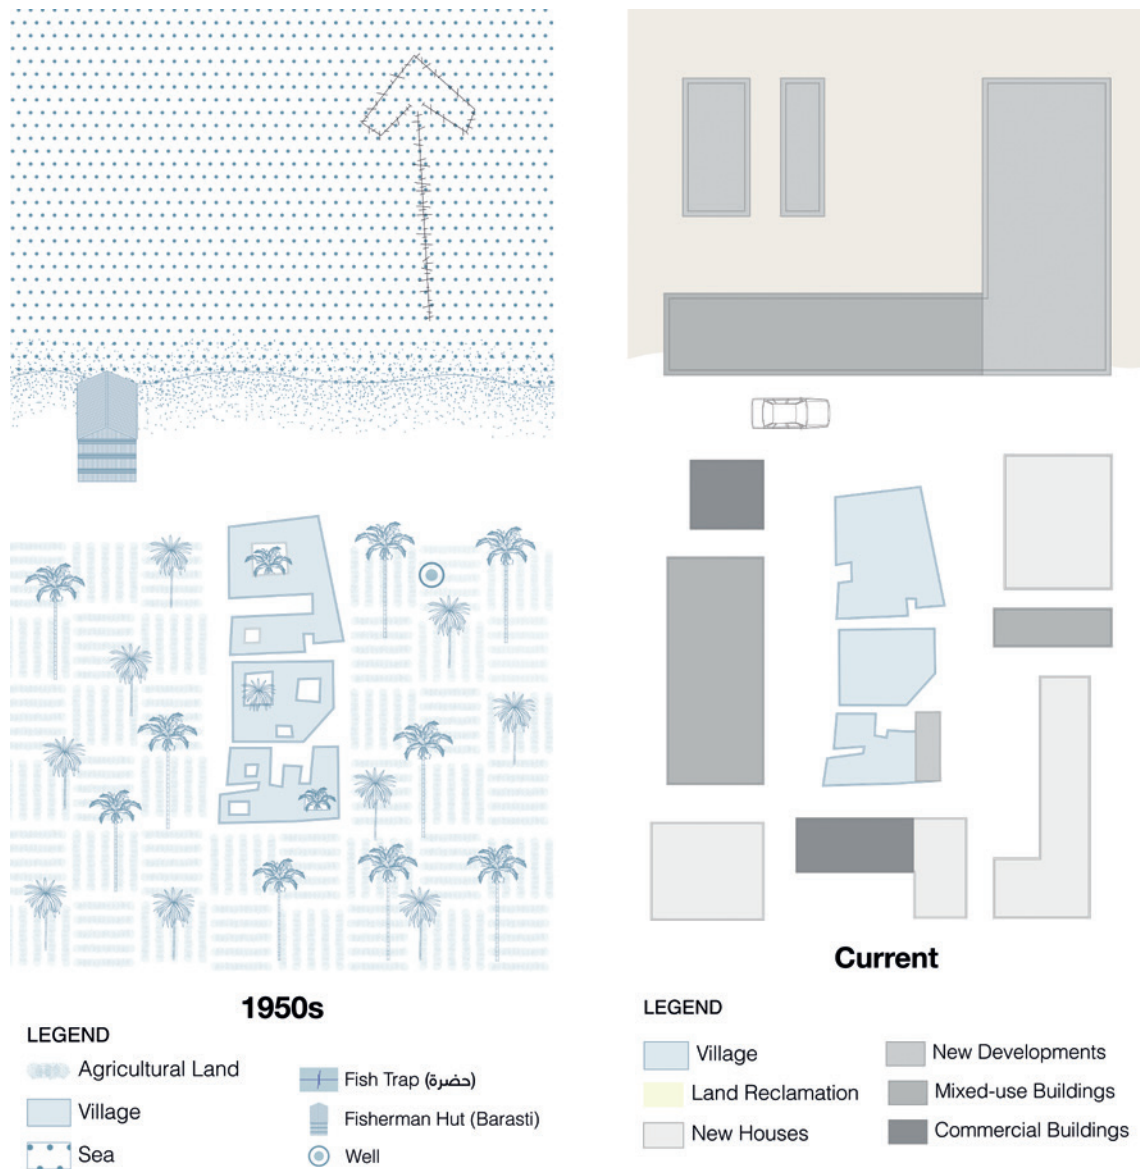 1950s
LEGEND
Agricultural Land
Village
Sea
Fish Trap (حضرة)
Fisherman Hut (Barasti)
Well
Current
LEGEND
Village
Land Reclamation
New Houses
New Developments
Mixed-use Buildings
Commercial Buildings